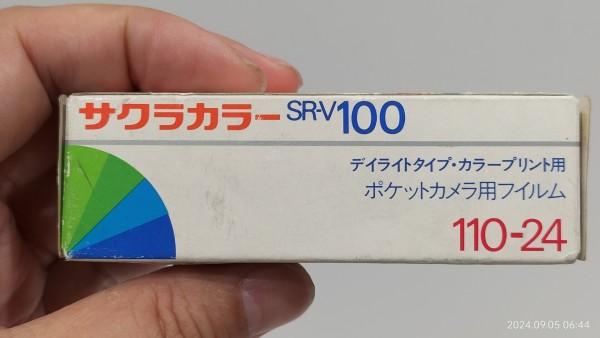 サクラカラー SR-V100
デイライトタイプ・カラープリント用
ポケットカメラ用フイルム
110-24
2024.09.05 06:44